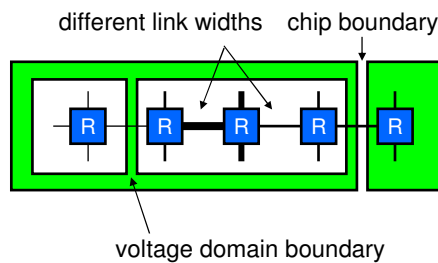 different link widths chip boundary
R R R R R
voltage domain boundary